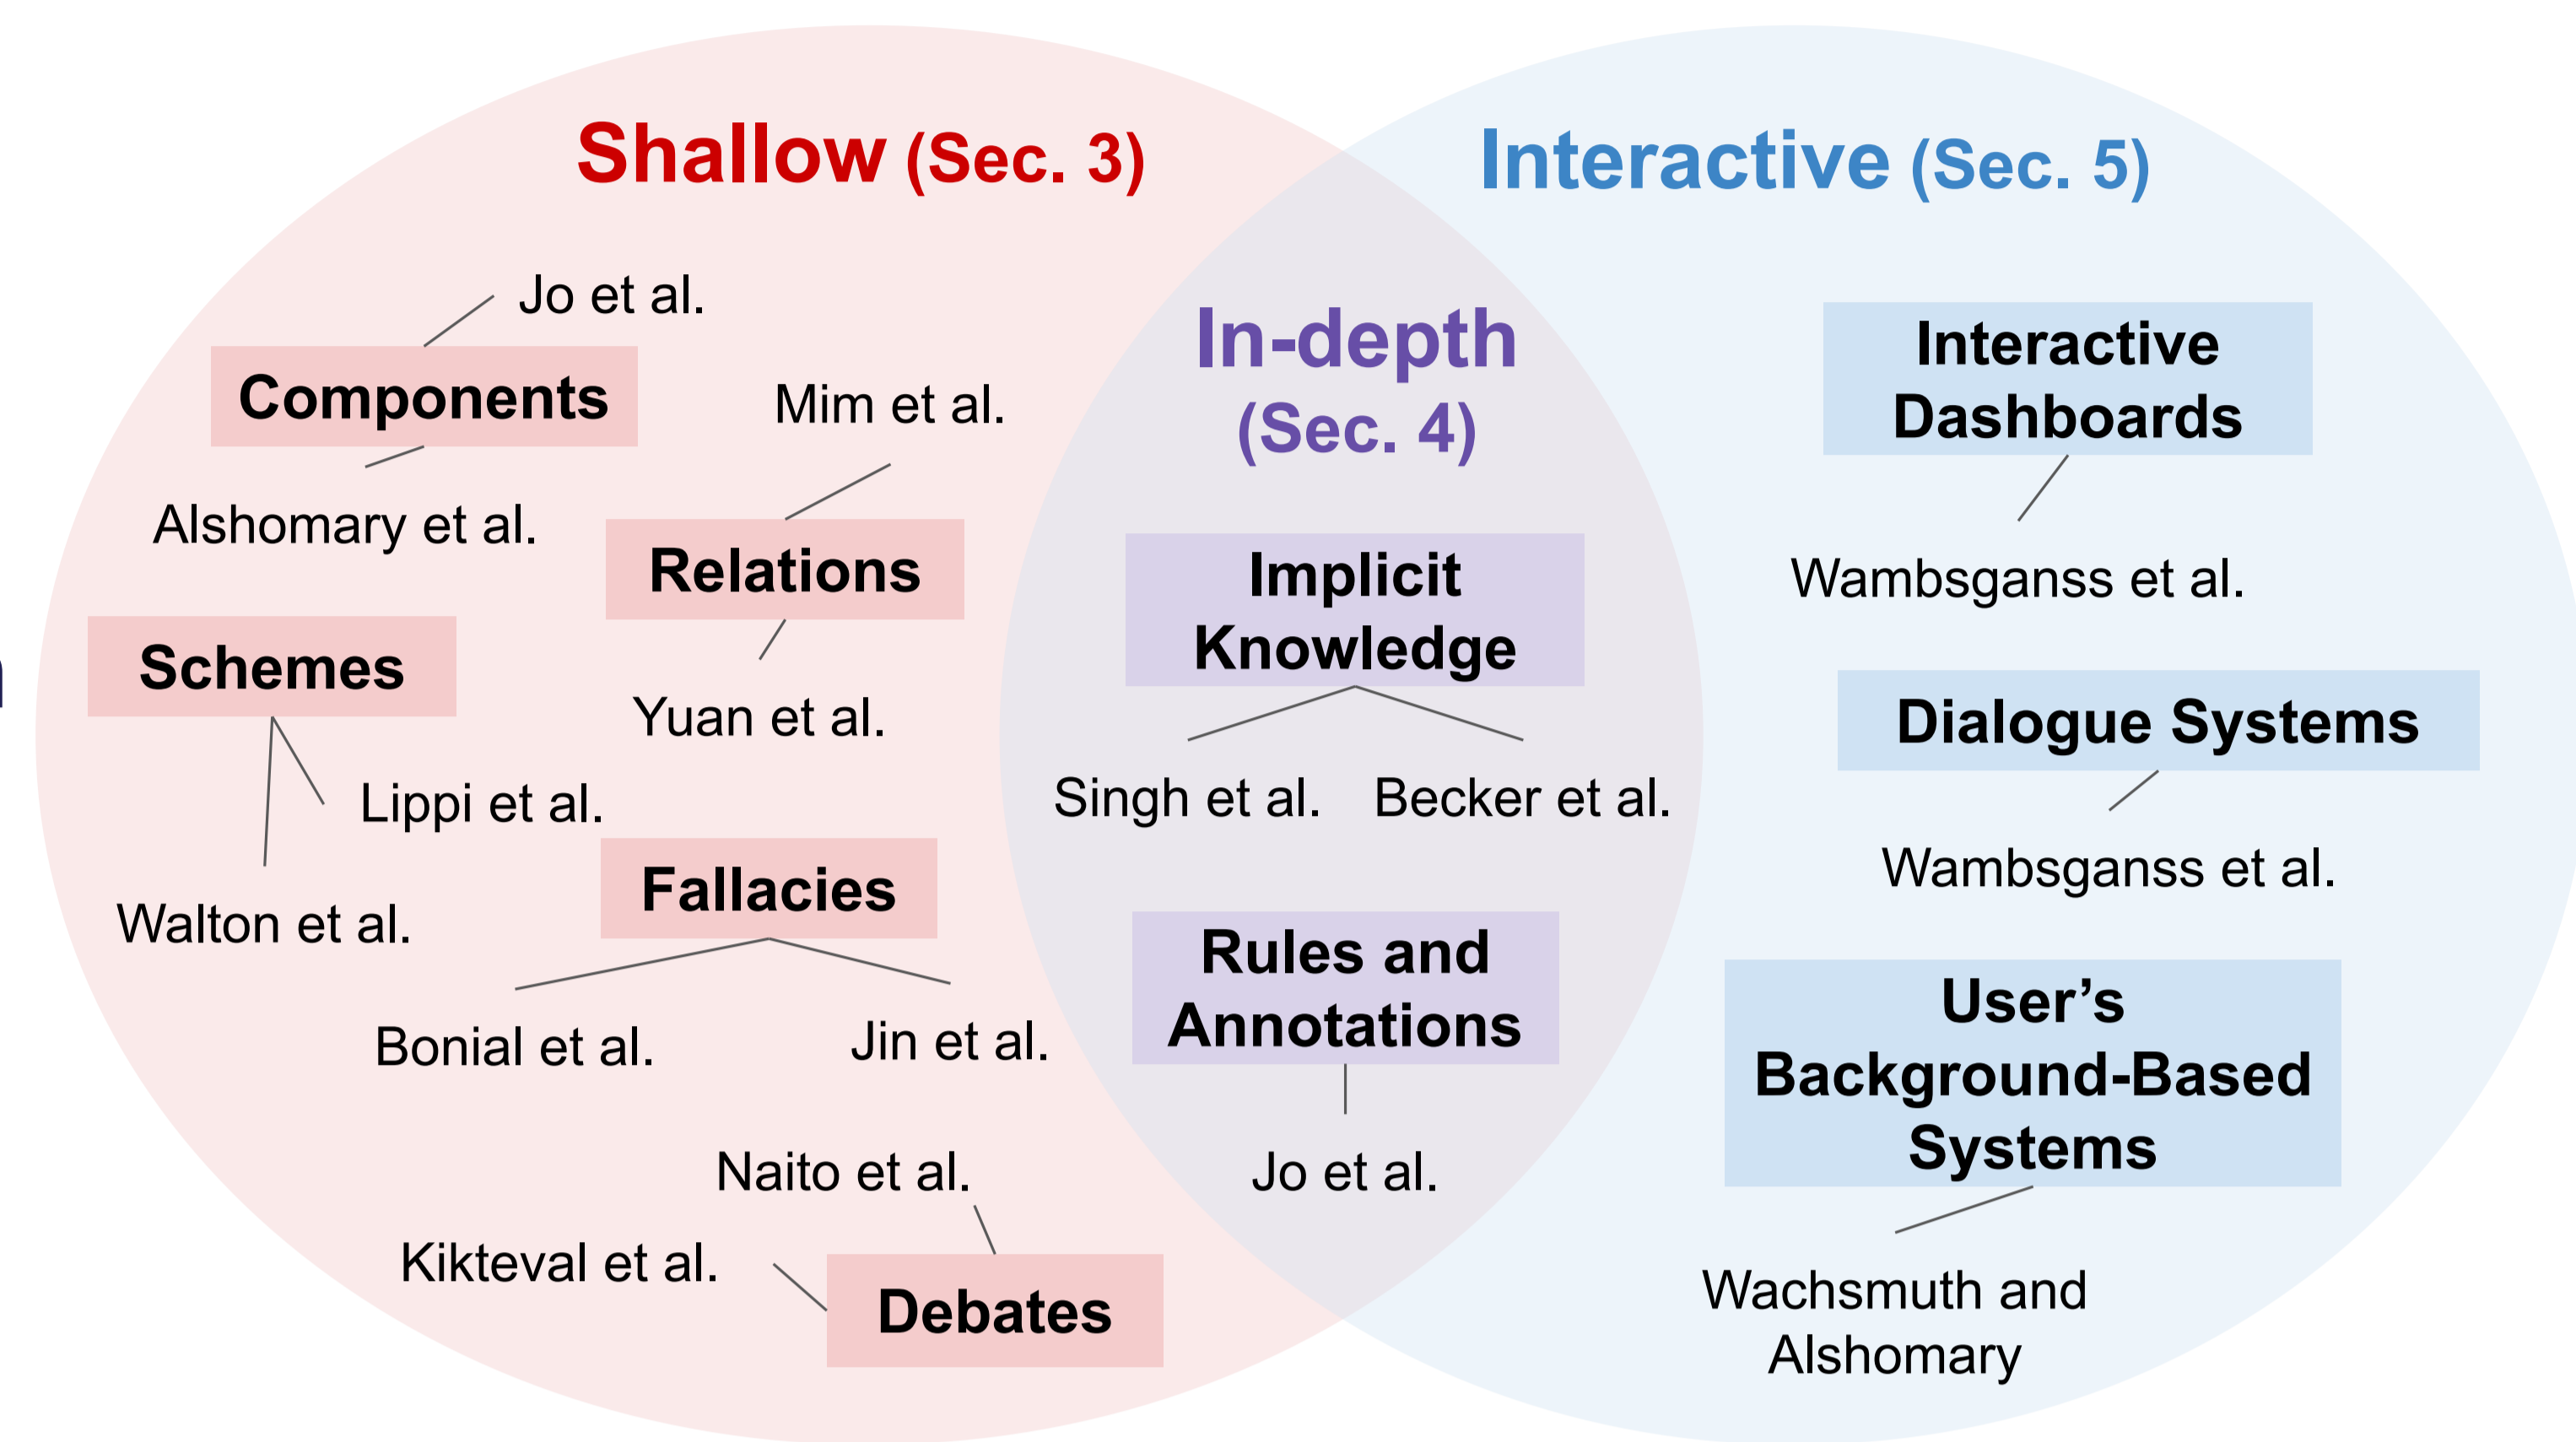 Shallow (Sec. 3)
Jo et al.
Components
Alshomary et al.
Mim et al.
Relations
Yuan et al.
Schemes
Lippi et al.
Walton et al.
Fallacies
Bonial et al.
Jin et al.
Naito et al.
Kikteval et al.
Debates
In-depth
(Sec. 4)
Implicit
Knowledge
Singh et al.
Becker et al.
Rules and
Annotations
Jo et al.
Interactive (Sec. 5)
Interactive
Dashboards
Wambsganss et al.
Dialogue Systems
Wambsganss et al.
User’s
Background-Based
Systems
Wachsmuth and
Alshomary